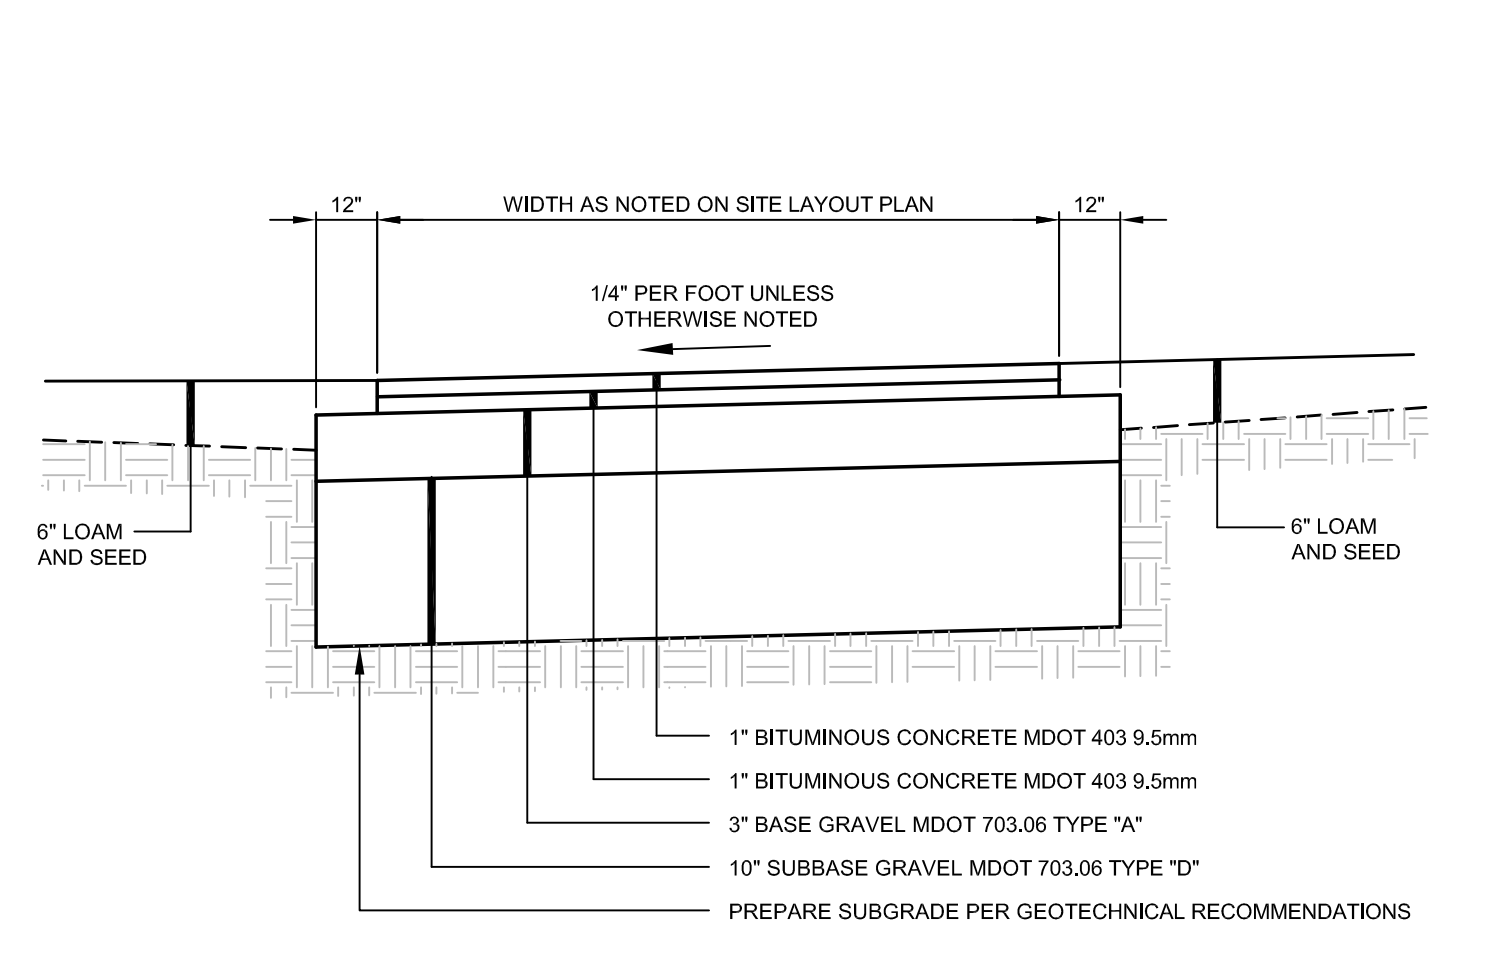 12" WIDTH AS NOTED ON SITE LAYOUT PLAN 12"
1/4" PER FOOT UNLESS
OTHERWISE NOTED
6" LOAM
AND SEED
6" LOAM
AND SEED
1" BITUMINOUS CONCRETE MDOT 403 9.5mm
1" BITUMINOUS CONCRETE MDOT 403 9.5mm
3" BASE GRAVEL MDOT 703.06 TYPE "A"
10" SUBBASE GRAVEL MDOT 703.06 TYPE "D"
PREPARE SUBGRADE PER GEOTECHNICAL RECOMMENDATIONS